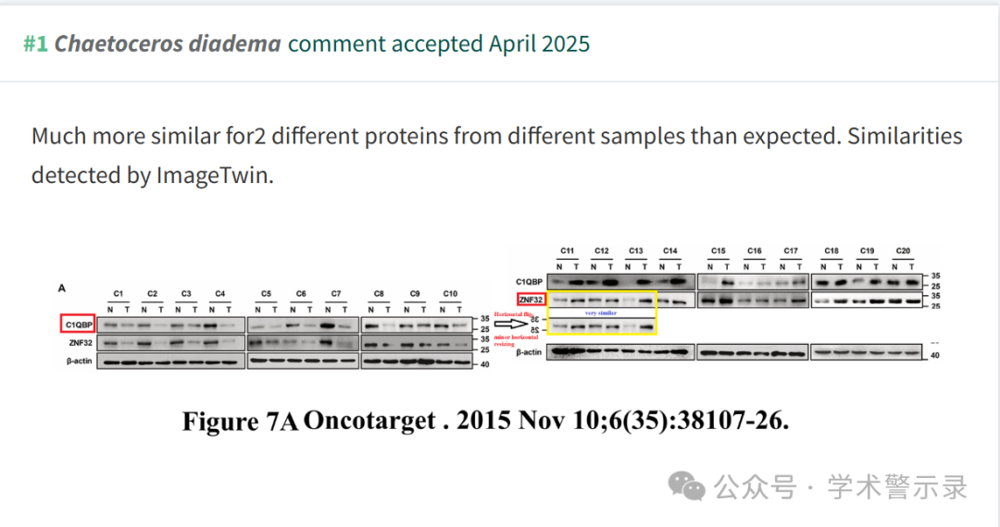 #1 Chaetoceros diadema comment accepted April 2025
Much more similar for2 different proteins from different samples than expected. Similarities
detected by ImageTwin.
A
C1 C2 C3 C4 C5 C6 C7 C8 C9 C10
N T N T N T N T N T N T N T N T N T N T
C1QBP
35
25
ZNF32
35
25
β-actin
40
Horizontal flip
minor horizontal
resizing
C11 C12 C13 C14 C15 C16 C17 C18 C19 C20
N T N T N T N T N T N T N T N T N T N T
C1QBP
35
25
ZNF32
35
25
very similar
35
25
β-actin
40
Figure 7A Oncotarget . 2015 Nov 10;6(35):38107-26.
公众号 · 学术警示录